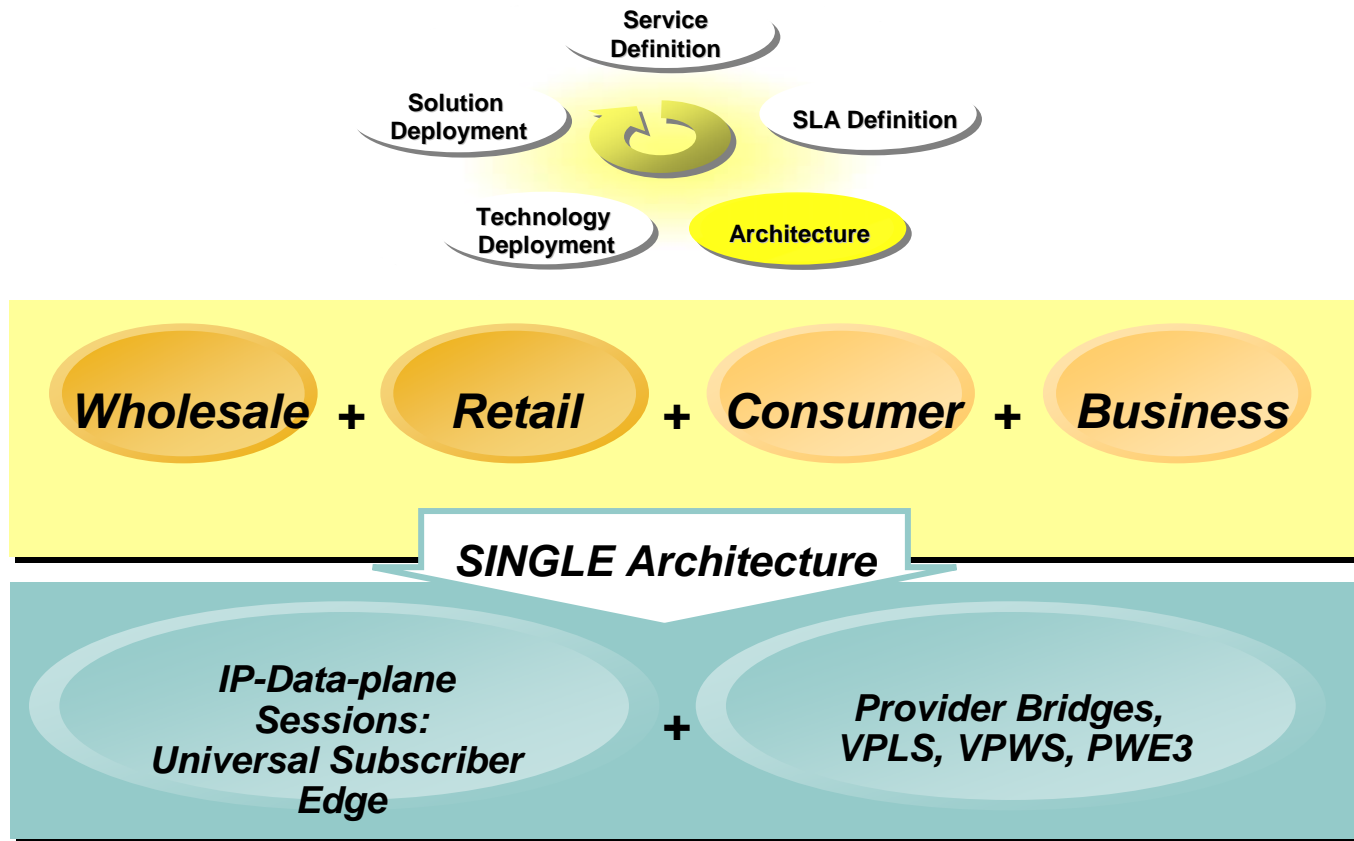 Service
Definition
Solution
Deployment
SLA Definition
Technology
Deployment
Architecture
Wholesale + Retail + Consumer + Business
SINGLE Architecture
IP-Data-plane
Sessions:
Universal Subscriber
Edge
+
Provider Bridges,
VPLS, VPWS, PWE3